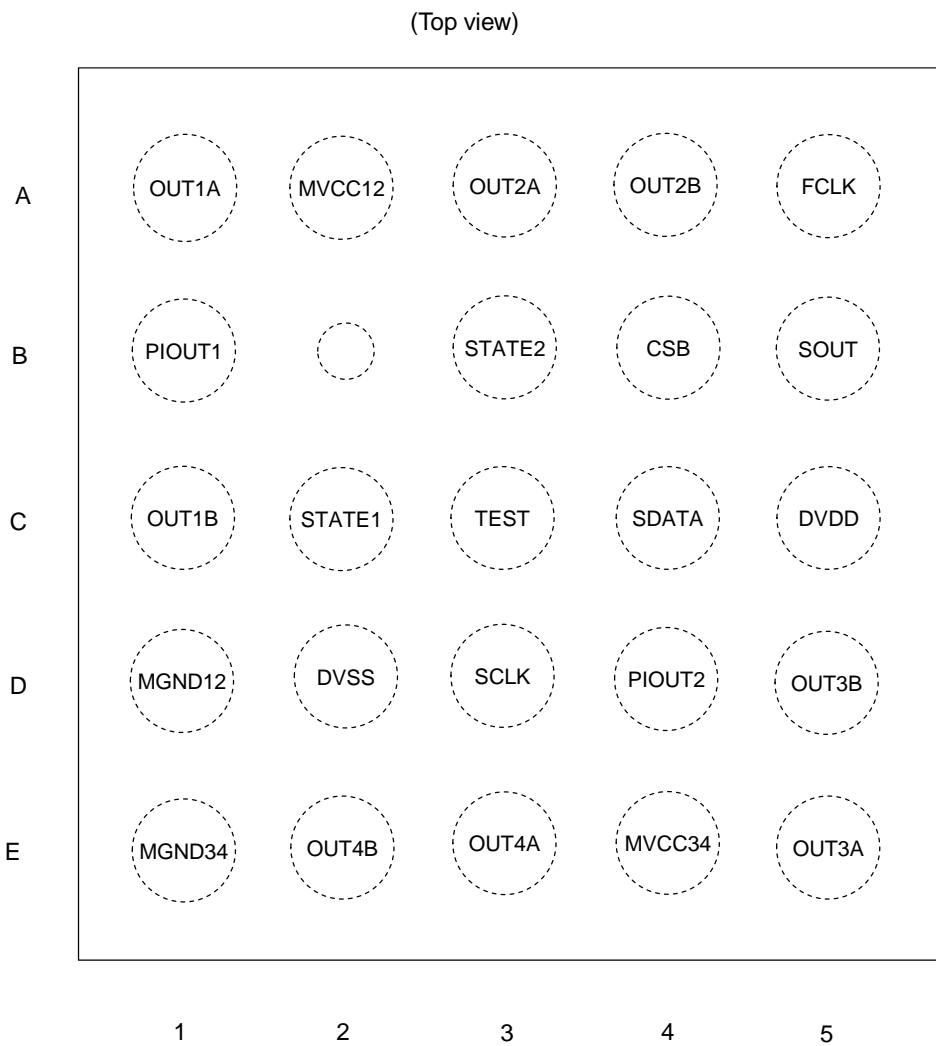 (Top view)
A OUT1A MVCC12 OUT2A OUT2B FCLK
B PIOUT1 STATE2 CSB SOUT
C OUT1B STATE1 TEST SDATA DVDD
D MGND12 DVSS SCLK PIOUT2 OUT3B
E MGND34 OUT4B OUT4A MVCC34 OUT3A
1 2 3 4 5